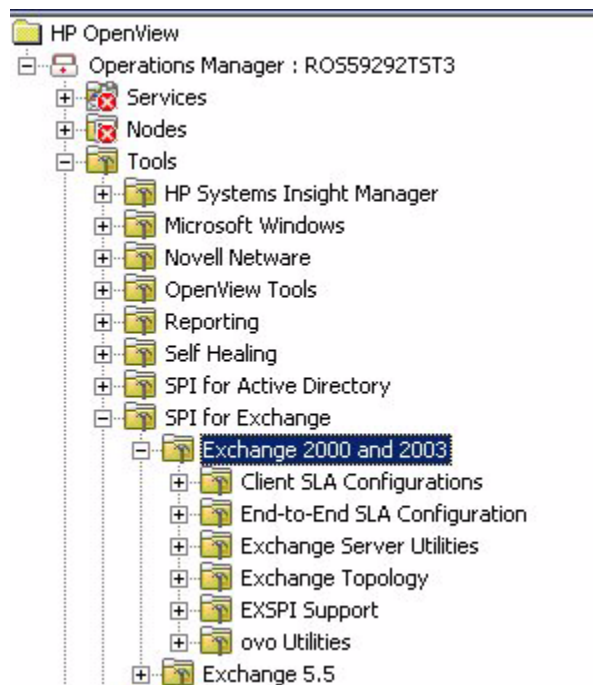 HP OpenView
Operations Manager : ROS59292TST3
Services
Nodes
Tools
HP Systems Insight Manager
Microsoft Windows
Novell Netware
OpenView Tools
Reporting
Self Healing
SPI for Active Directory
SPI for Exchange
Exchange 2000 and 2003
Client SLA Configurations
End-to-End SLA Configuration
Exchange Server Utilities
Exchange Topology
EXSPI Support
ovo Utilities
Exchange 5.5